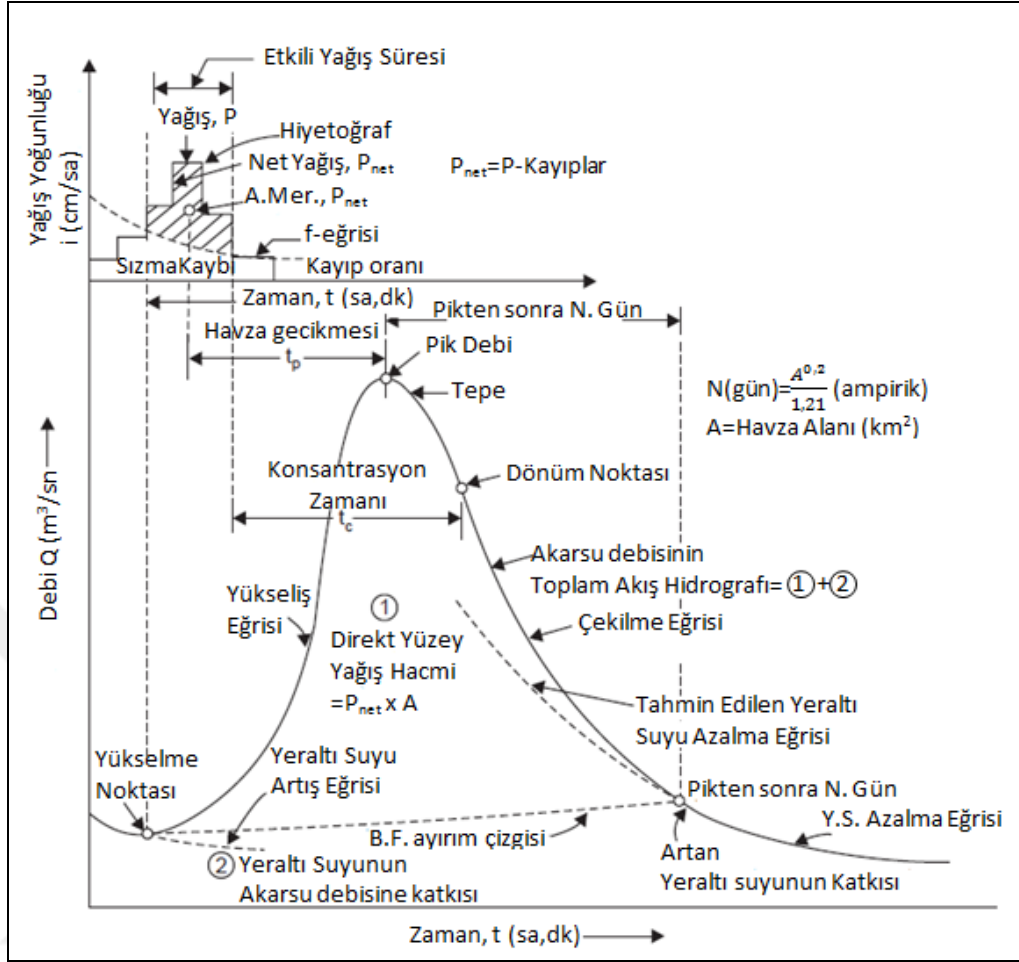 Etkili Yağış Süresi
Yağış Yoğunluğu
i (cm/sa)
Yağış, P
Hiyetoğraf
Net Yağış, Pnet
Pnet=P-Kayıplar
A.Mer., Pnet
f-eğrisi
SızmaKaybı
Kayıp oranı
Zaman, t (sa,dk)
Pikten sonra N. Gün
Havza gecikmesi
tp
Pik Debi
Tepe
N(gün)=A^0,2/1,21 (ampirik)
A=Havza Alanı (km²)
Konsantrasyon
Zamanı
tc
Dönüm Noktası
Debi Q (m³/sn)
Akarsu debisinin
Toplam Akış Hidrografı= ①+②
Yükseliş
Eğrisi
①
Direkt Yüzey
Yağış Hacmi
=Pnet x A
Çekilme Eğrisi
Tahmin Edilen Yeraltı
Suyu Azalma Eğrisi
Yükselme
Noktası
Yeraltı Suyu
Artış Eğrisi
Pikten sonra N. Gün
Y.S. Azalma Eğrisi
B.F. ayırım çizgisi
Artan
Yeraltı suyunun Katkısı
② Yeraltı Suyunun
Akarsu debisine katkısı
Zaman, t (sa,dk)